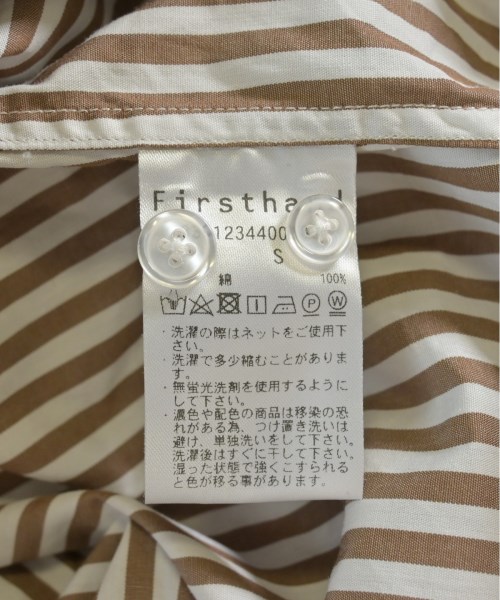 1234400
S
綿 100%
・洗濯の際はネットをご使用下
さい。
・洗濯で多少縮むことがありま
す。
・無蛍光洗剤を使用するように
して下さい。
・濃色や配色の商品は移染の恐
れがある為、つけ置き洗いは
避け、単独洗いをして下さい。
洗濯後はすぐに干して下さい。
湿った状態で強くこすられる
と色が移る事があります。